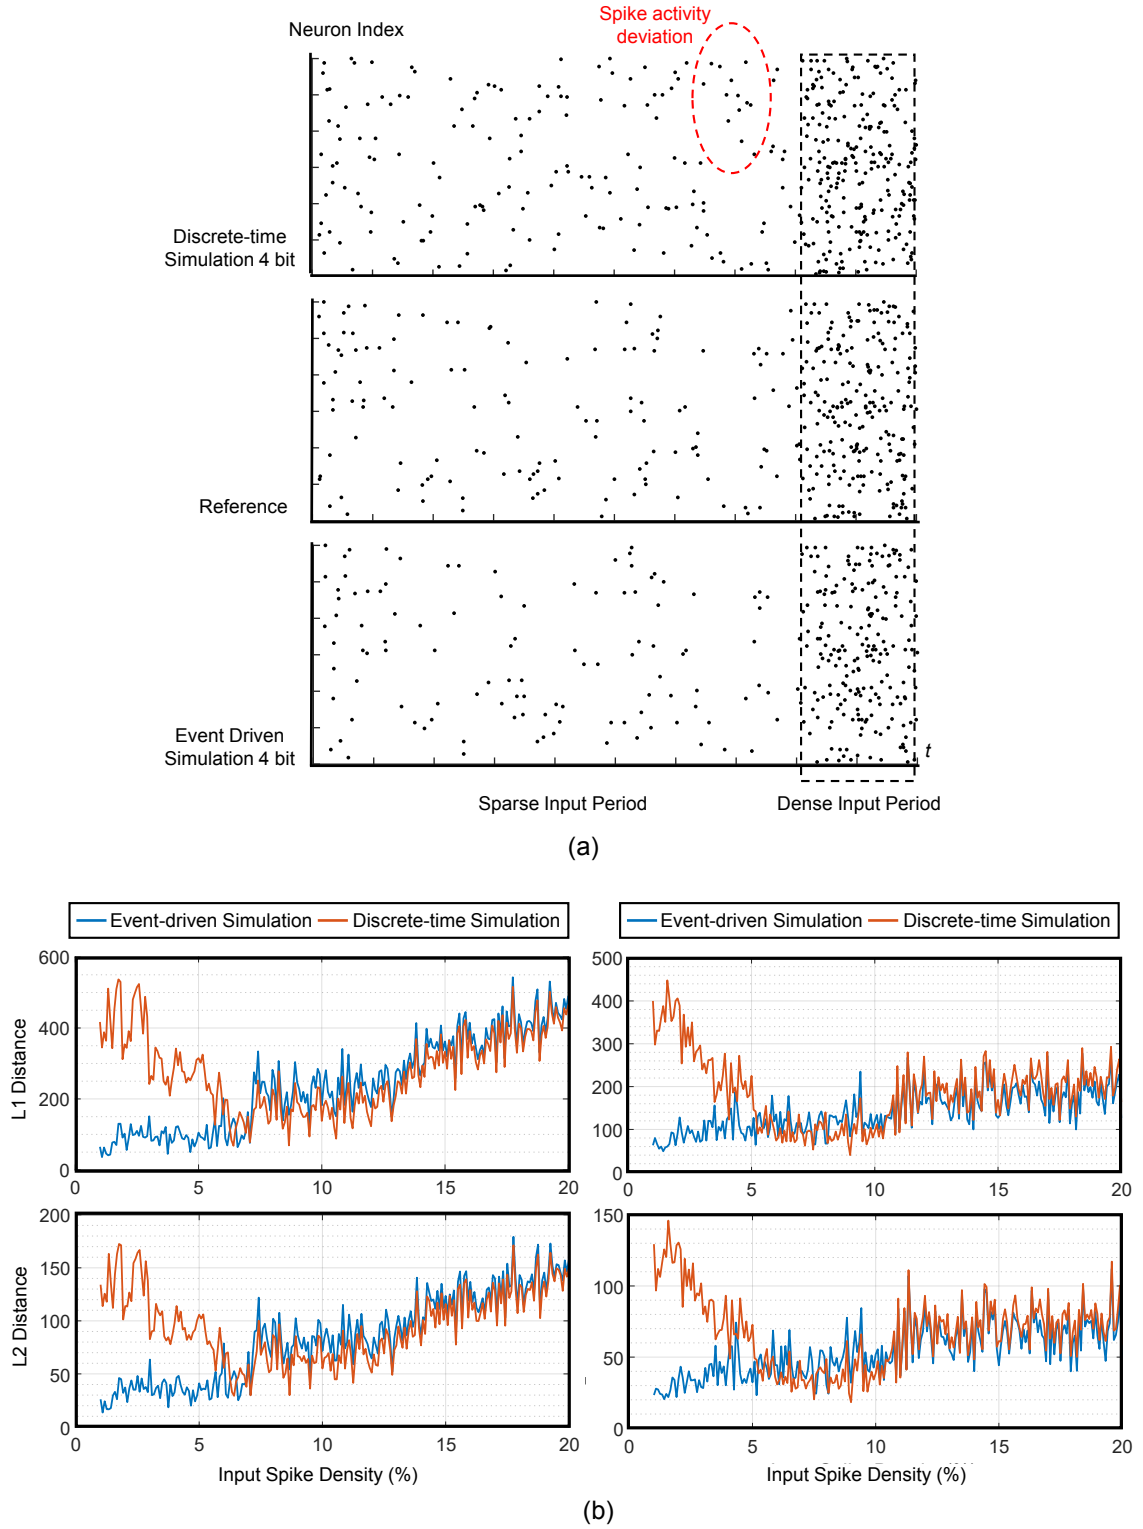 Spike activity
deviation
Neuron Index
Discrete-time
Simulation 4 bit
Reference
Event Driven
Simulation 4 bit
t
Sparse Input Period
Dense Input Period
(a)
Event-driven Simulation
Discrete-time Simulation
Event-driven Simulation
Discrete-time Simulation
L1 Distance
600
400
200
0
0
5
10
15
20
500
400
300
200
100
0
0
5
10
15
20
L2 Distance
200
150
100
50
0
0
5
10
15
20
Input Spike Density (%)
150
100
50
0
0
5
10
15
20
Input Spike Density (%)
(b)